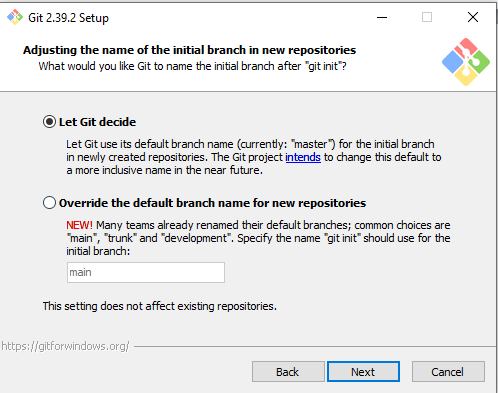 Git 2.39.2 Setup
Adjusting the name of the initial branch in new repositories
What would you like Git to name the initial branch after "git init"?
Let Git decide
Let Git use its default branch name (currently: "master") for the initial branch
in newly created repositories. The Git project intends to change this default to
a more inclusive name in the near future.
Override the default branch name for new repositories
NEW! Many teams already renamed their default branches; common choices are
"main", "trunk" and "development". Specify the name "git init" should use for the
initial branch:
main
This setting does not affect existing repositories.
https://gitforwindows.org/
Back
Next
Cancel